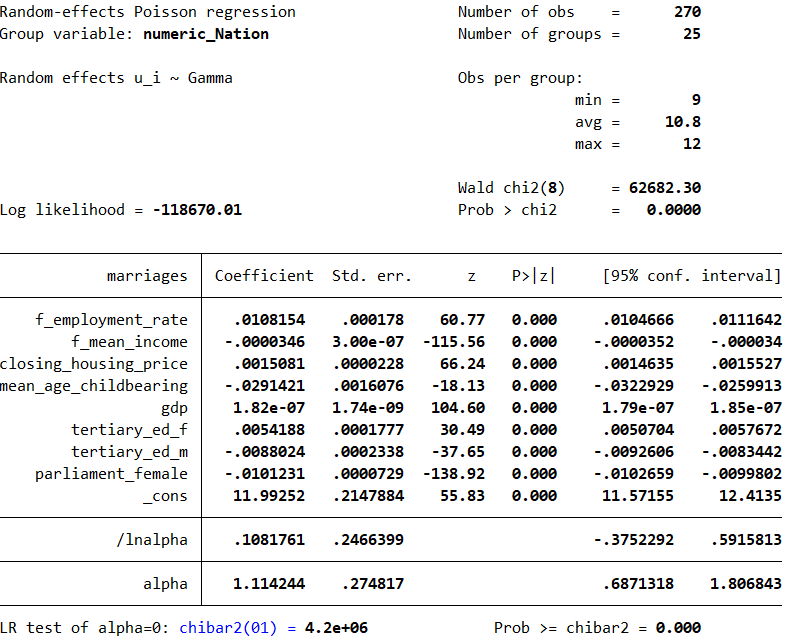 Random-effects Poisson regression Number of obs = 270
Group variable: numeric_Nation Number of groups = 25
Random effects u_i ~ Gamma Obs per group:
min = 9
avg = 10.8
max = 12
Wald chi2(8) = 62682.30
Log likelihood = -118670.01 Prob > chi2 = 0.0000
marriages Coefficient Std. err. z P>|z| [95% conf. interval]
f_employment_rate .0108154 .000178 60.77 0.000 .0104666 .0111642
f_mean_income -.0000346 3.00e-07 -115.56 0.000 -.0000352 -.000034
closing_housing_price .0015081 .0000228 66.24 0.000 .0014635 .0015527
mean_age_childbearing -.0291421 .0016076 -18.13 0.000 -.0322929 -.0259913
gdp 1.82e-07 1.74e-09 104.60 0.000 1.79e-07 1.85e-07
tertiary_ed_f .0054188 .0001777 30.49 0.000 .0050704 .0057672
tertiary_ed_m -.0088024 .0002338 -37.65 0.000 -.0092606 -.0083442
parliament_female -.0101231 .0000729 -138.92 0.000 -.0102659 -.0099802
_cons 11.99252 .2147884 55.83 0.000 11.57155 12.4135
/lnalpha .1081761 .2466399 -.3752292 .5915813
alpha 1.114244 .274817 .6871318 1.806843
LR test of alpha=0: chibar2(01) = 4.2e+06 Prob >= chibar2 = 0.000